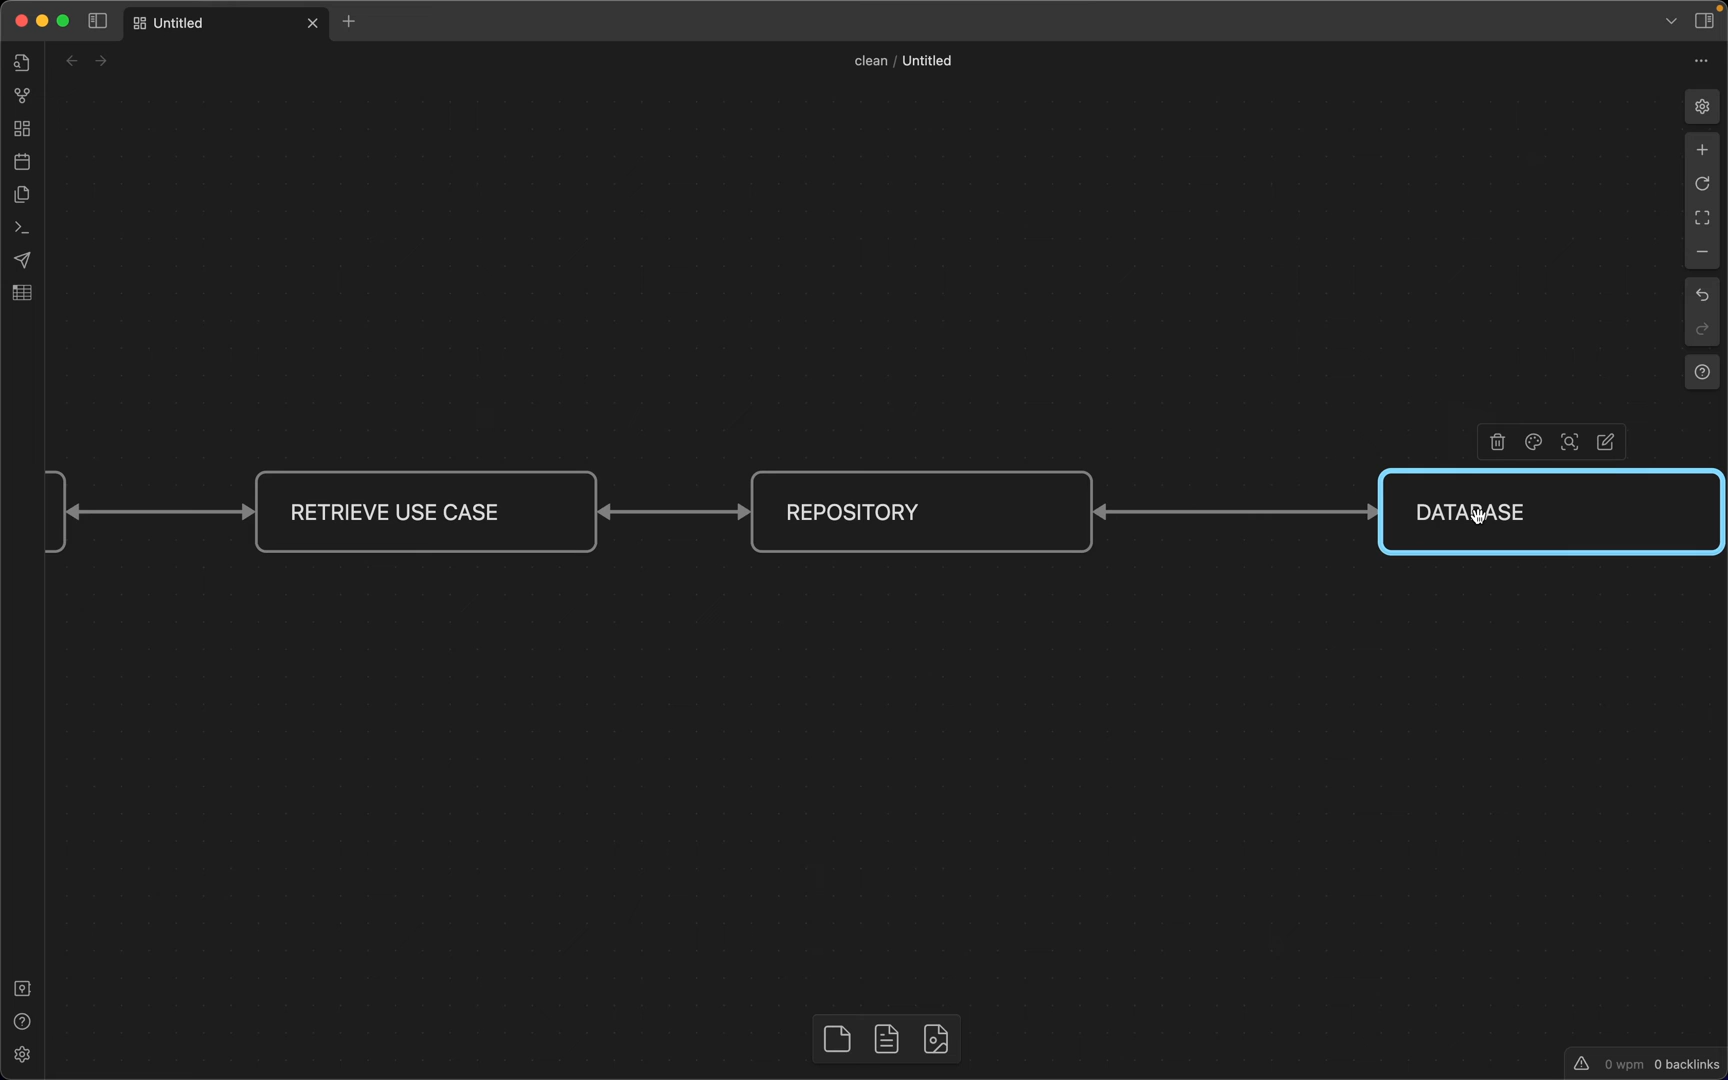 Untitled
clean / Untitled
RETRIEVE USE CASE
REPOSITORY
DATABASE
0 wpm 0 backlinks